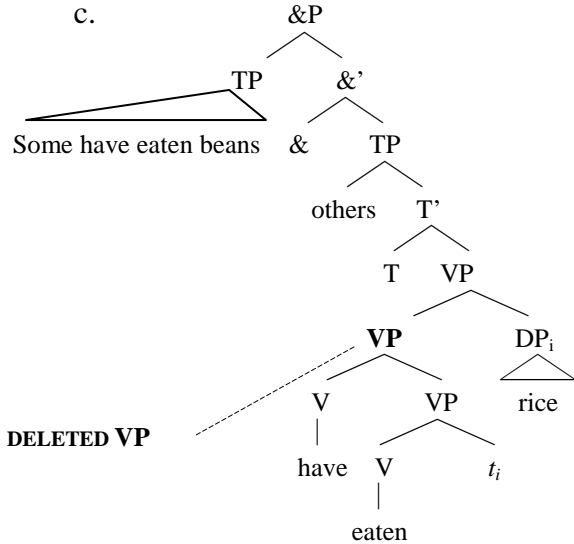 c. &P
TP &’
Some have eaten beans & TP
others T’
T VP
VP DPi
V VP rice
DELETED VP
have V ti
eaten